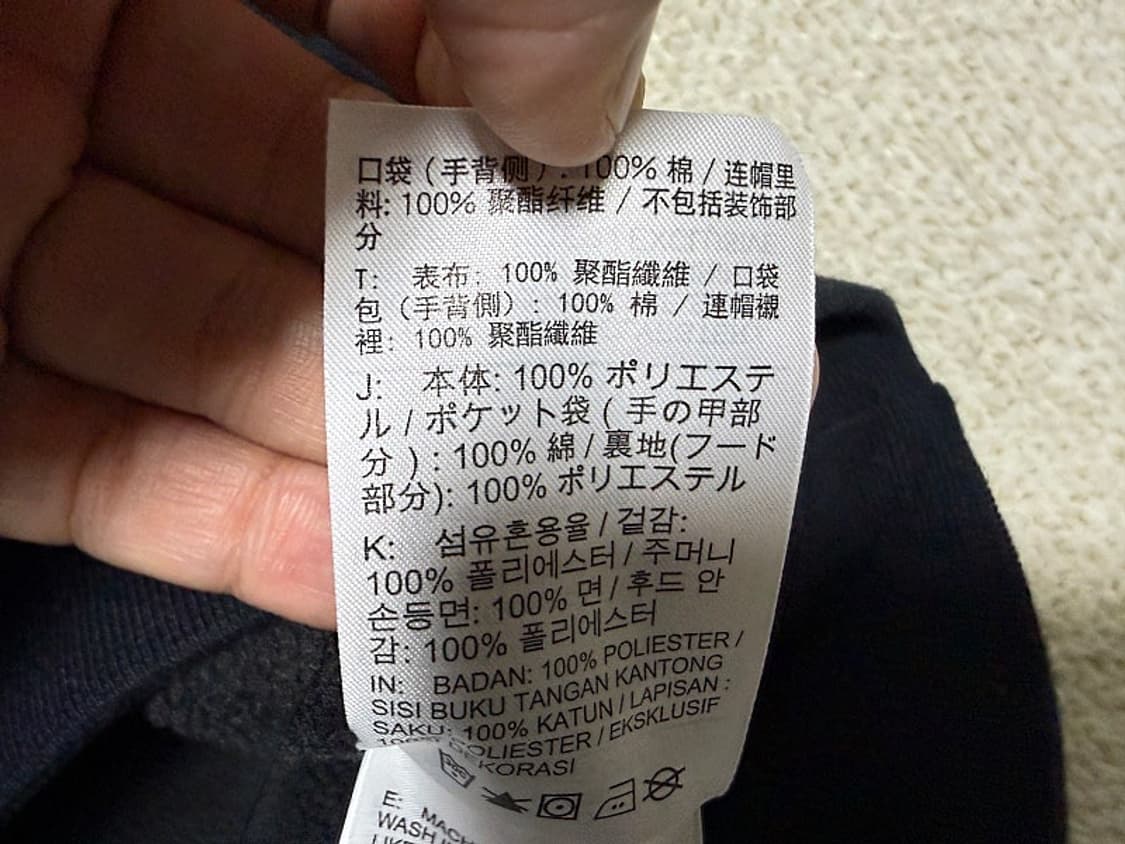 口袋 ( 手背侧 ) : 100% 棉 / 连帽里
料: 100% 聚酯纤维 / 不包括装饰部
分
T: 表布: 100% 聚酯纖維 / 口袋
包 (手背側) : 100% 棉 / 連帽襯
裡: 100% 聚酯纖維
J: 本体: 100% ポリエステ
ル / ポケット袋 ( 手の甲部
分 ) : 100% 綿 / 裏地(フード
部分): 100% ポリエステル
K: 섬유혼용율 / 겉감:
100% 폴리에스터 / 주머니
손등면: 100% 면 / 후드 안
감: 100% 폴리에스터
IN: BADAN: 100% POLIESTER /
SISI BUKU TANGAN KANTONG
SAKU: 100% KATUN / LAPISAN :
100% POLIESTER / EKSKLUSIF
DEKORASI
E: MACH
WASH